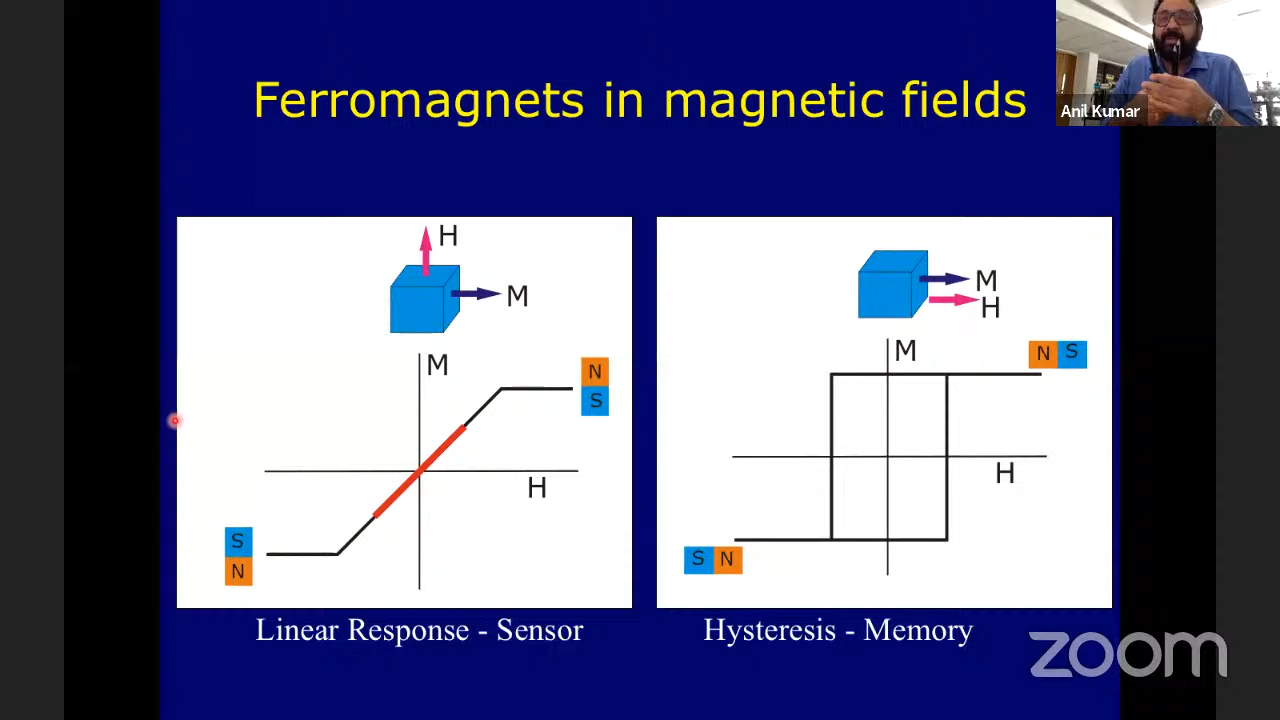 Ferromagnets in magnetic fields
Anil Kumar
H
M
M
N
S
H
S
N
M
H
M
N S
H
S N
Linear Response - Sensor
Hysteresis - Memory
zoom